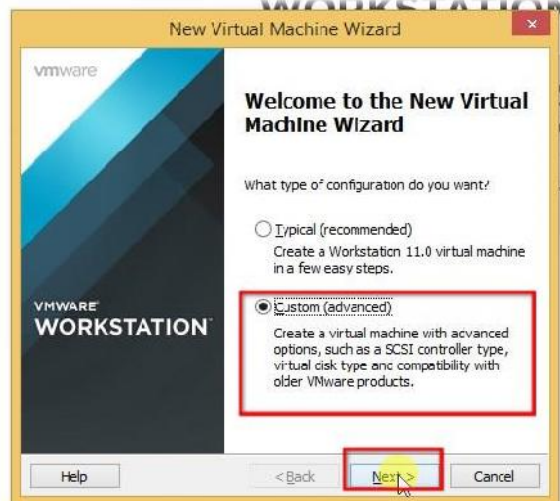 WORKSTATION
New Virtual Machine Wizard
vmware
Welcome to the New Virtual
Machine Wizard
What type of configuration do you want?
Typical (recommended)
Create a Workstation 11.0 virtual machine
in a few easy steps.
Custom (advanced)
Create a virtual machine with advanced
options, such as a SCSI controller type,
virtual disk type and compatibility with
older VMware products.
VMWARE
WORKSTATION
Help
< Back
Next >
Cancel